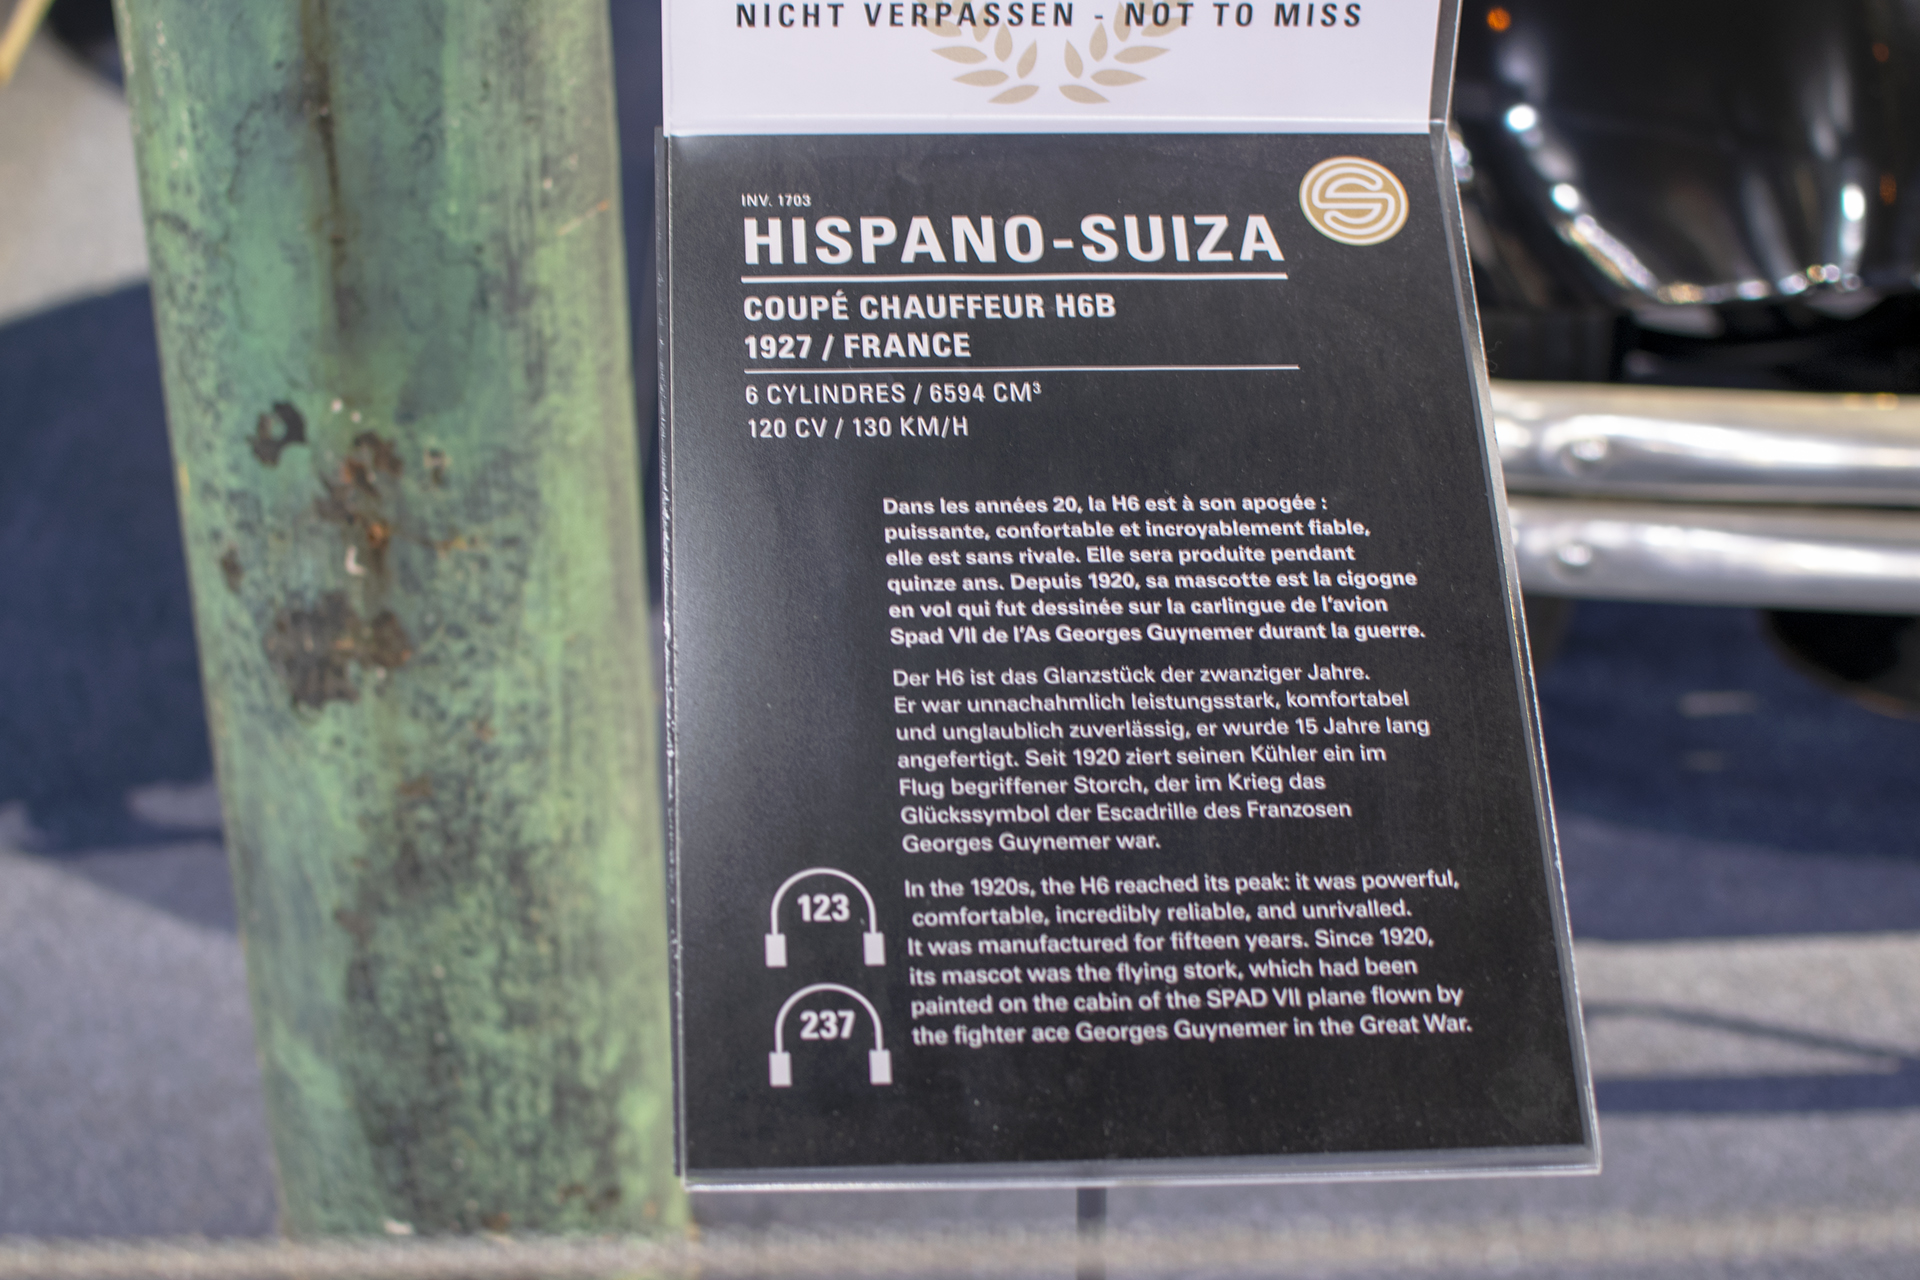 NICHT VERPASSEN - NOT TO MISS
INV. 1703
HISPANO-SUIZA
S
COUPÉ CHAUFFEUR H6B
1927 / FRANCE
6 CYLINDRES / 6594 CM³
120 CV / 130 KM/H
Dans les années 20, la H6 est à son apogée :
puissante, confortable et incroyablement fiable,
elle est sans rivale. Elle sera produite pendant
quinze ans. Depuis 1920, sa mascotte est la cigogne
en vol qui fut dessinée sur la carlingue de l'avion
Spad VII de l'As Georges Guynemer durant la guerre.
Der H6 ist das Glanzstück der zwanziger Jahre.
Er war unnachahmlich leistungsstark, komfortabel
und unglaublich zuverlässig, er wurde 15 Jahre lang
angefertigt. Seit 1920 ziert seinen Kühler ein im
Flug begriffener Storch, der im Krieg das
Glückssymbol der Escadrille des Franzosen
Georges Guynemer war.
In the 1920s, the H6 reached its peak: it was powerful,
comfortable, incredibly reliable, and unrivalled.
It was manufactured for fifteen years. Since 1920,
its mascot was the flying stork, which had been
painted on the cabin of the SPAD VII plane flown by
the fighter ace Georges Guynemer in the Great War.
123
237